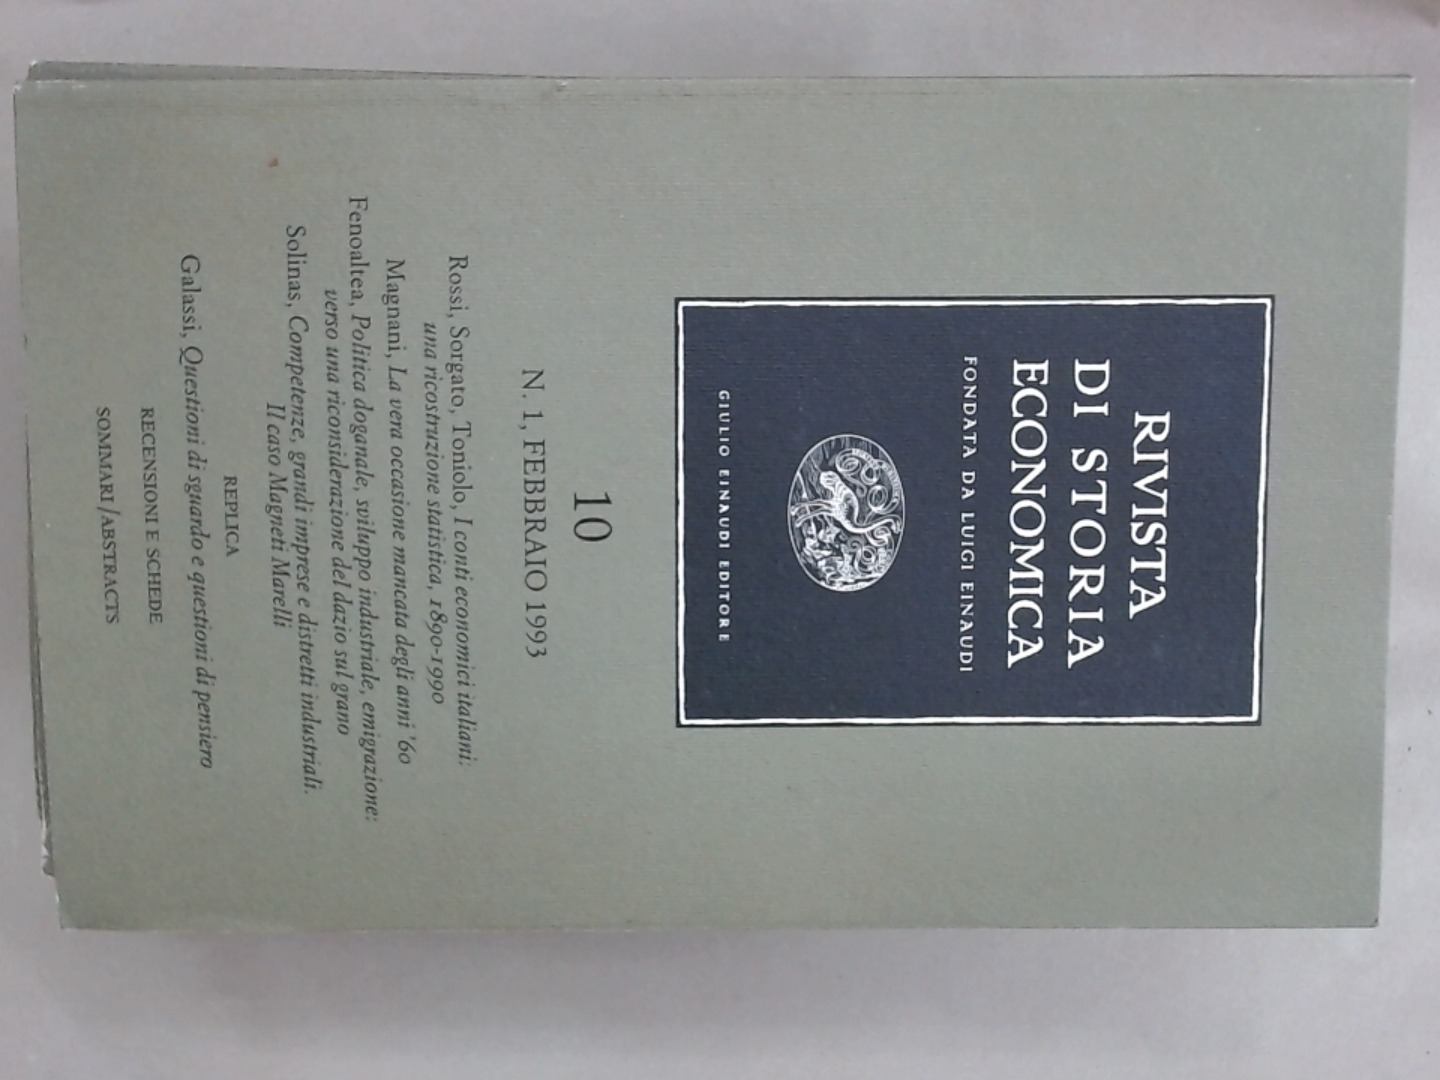 RIVISTA
DI STORIA
ECONOMICA
FONDATA DA LUIGI EINAUDI
GIULIO EINAUDI EDITORE
10
N. 1, FEBBRAIO 1993
Rossi, Sorgato, Toniolo, I conti economici italiani:
una ricostruzione statistica, 1890-1990
Magnani, La vera occasione mancata degli anni '60
Fenoaltea, Politica doganale, sviluppo industriale, emigrazione:
verso una riconsiderazione del dazio sul grano
Solinas, Competenze, grandi imprese e distretti industriali.
Il caso Magneti Marelli
REPLICA
Galassi, Questioni di sguardo e questioni di pensiero
RECENSIONI E SCHEDE
SOMMARI/ABSTRACTS